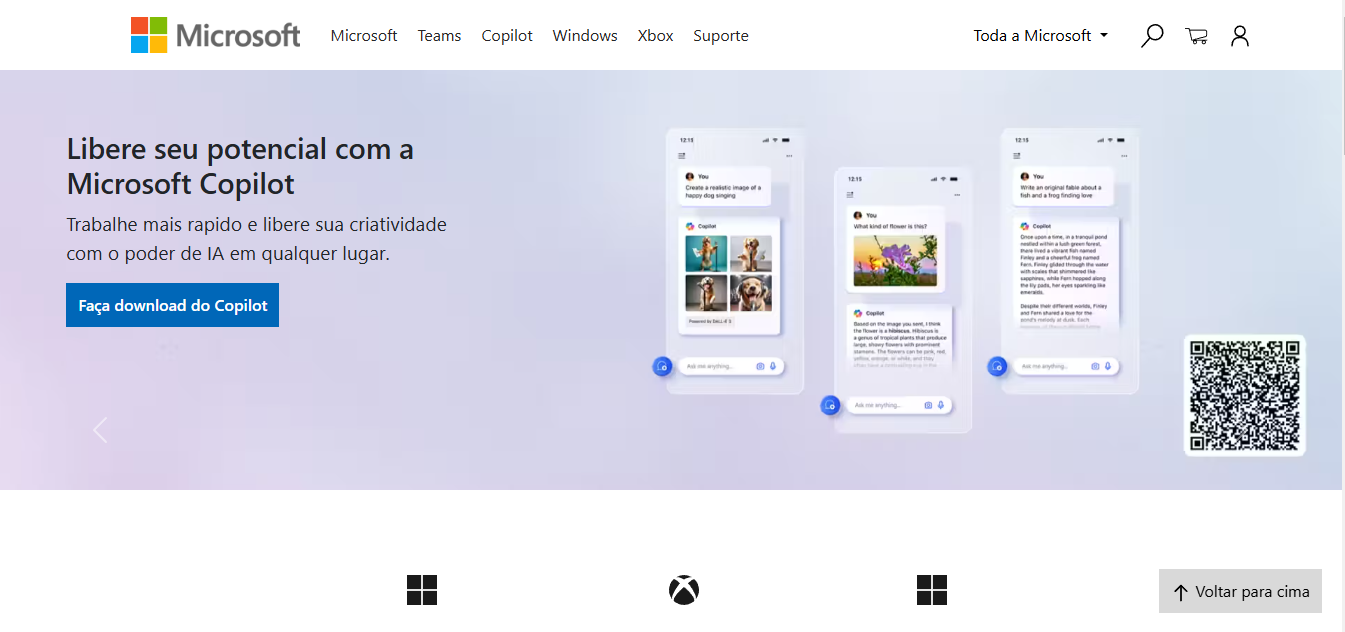 Microsoft
Microsoft
Teams
Copilot
Windows
Xbox
Suporte
Toda a Microsoft
Libere seu potencial com a
Microsoft Copilot
Trabalhe mais rapido e libere sua criatividade
com o poder de IA em qualquer lugar.
Faça download do Copilot
12:15
You
Create a realistic image of a
happy dog singing
Copilot
Powered by DALL·E 3
Ask me anything...
12:15
You
What kind of flower is this?
Copilot
Based on the image you sent, I think
the flower is a hibiscus. Hibiscus is
a genus of tropical plants that produce
large, showy flowers with prominent
stamens. The flowers can be pink, red,
yellow, orange, or white, and they
Ask me anything...
12:15
You
Write an original fable about a
fish and a frog finding love
Copilot
Once upon a time, in a tranquil pond
nestled within a lush green forest,
there lived a vibrant fish named
Finley and a cheerful frog named
Fern. Finley glided through the water
with scales that shimmered like
sapphires, while Fern hopped along
the lily pads, her eyes sparkling like
emeralds.
Despite their different worlds, Finley
and Fern shared a love for the
pond's melody at dusk. Each
Ask me anything...
Voltar para cima